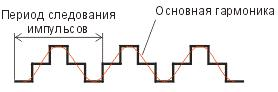 Период следования
импульсов
Основная гармоника